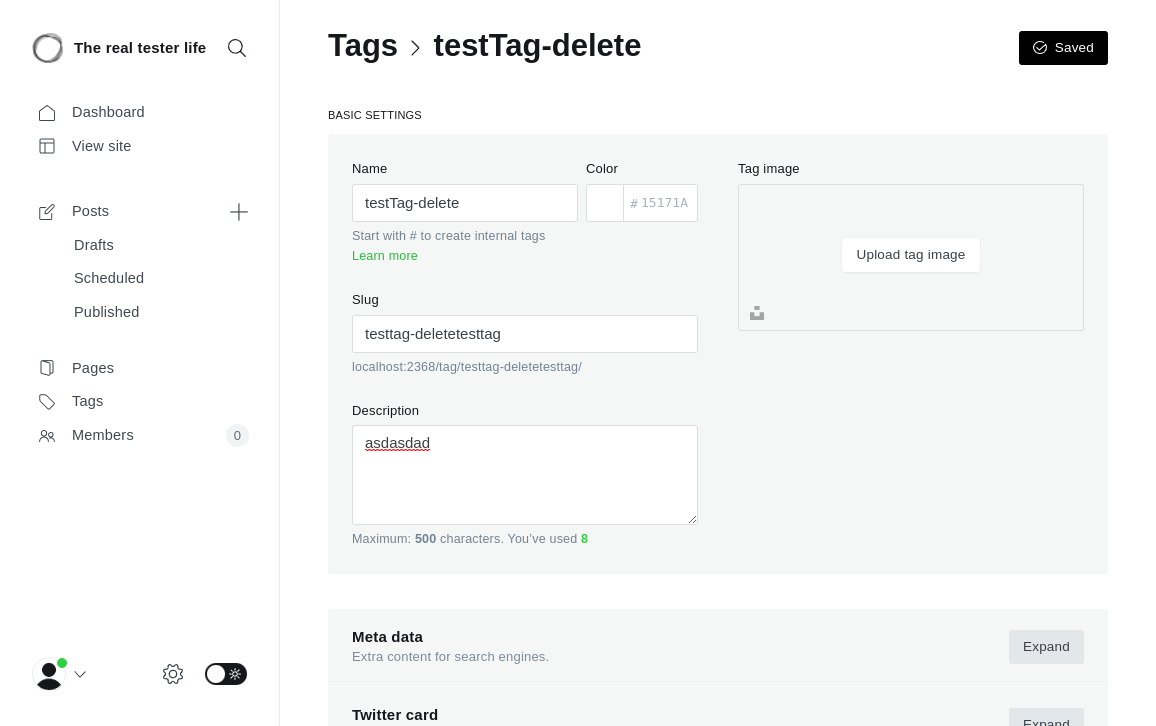 The real tester life
Dashboard
View site
Posts
Drafts
Scheduled
Published
Pages
Tags
Members
0
Tags > testTag-delete
Saved
BASIC SETTINGS
Name
testTag-delete
Start with # to create internal tags
Learn more
Color
# 15171A
Slug
testtag-deletetesttag
localhost:2368/tag/testtag-deletetesttag/
Description
asdasdad
Maximum: 500 characters. You’ve used 8
Tag image
Upload tag image
Meta data
Extra content for search engines.
Expand
Twitter card
Expand